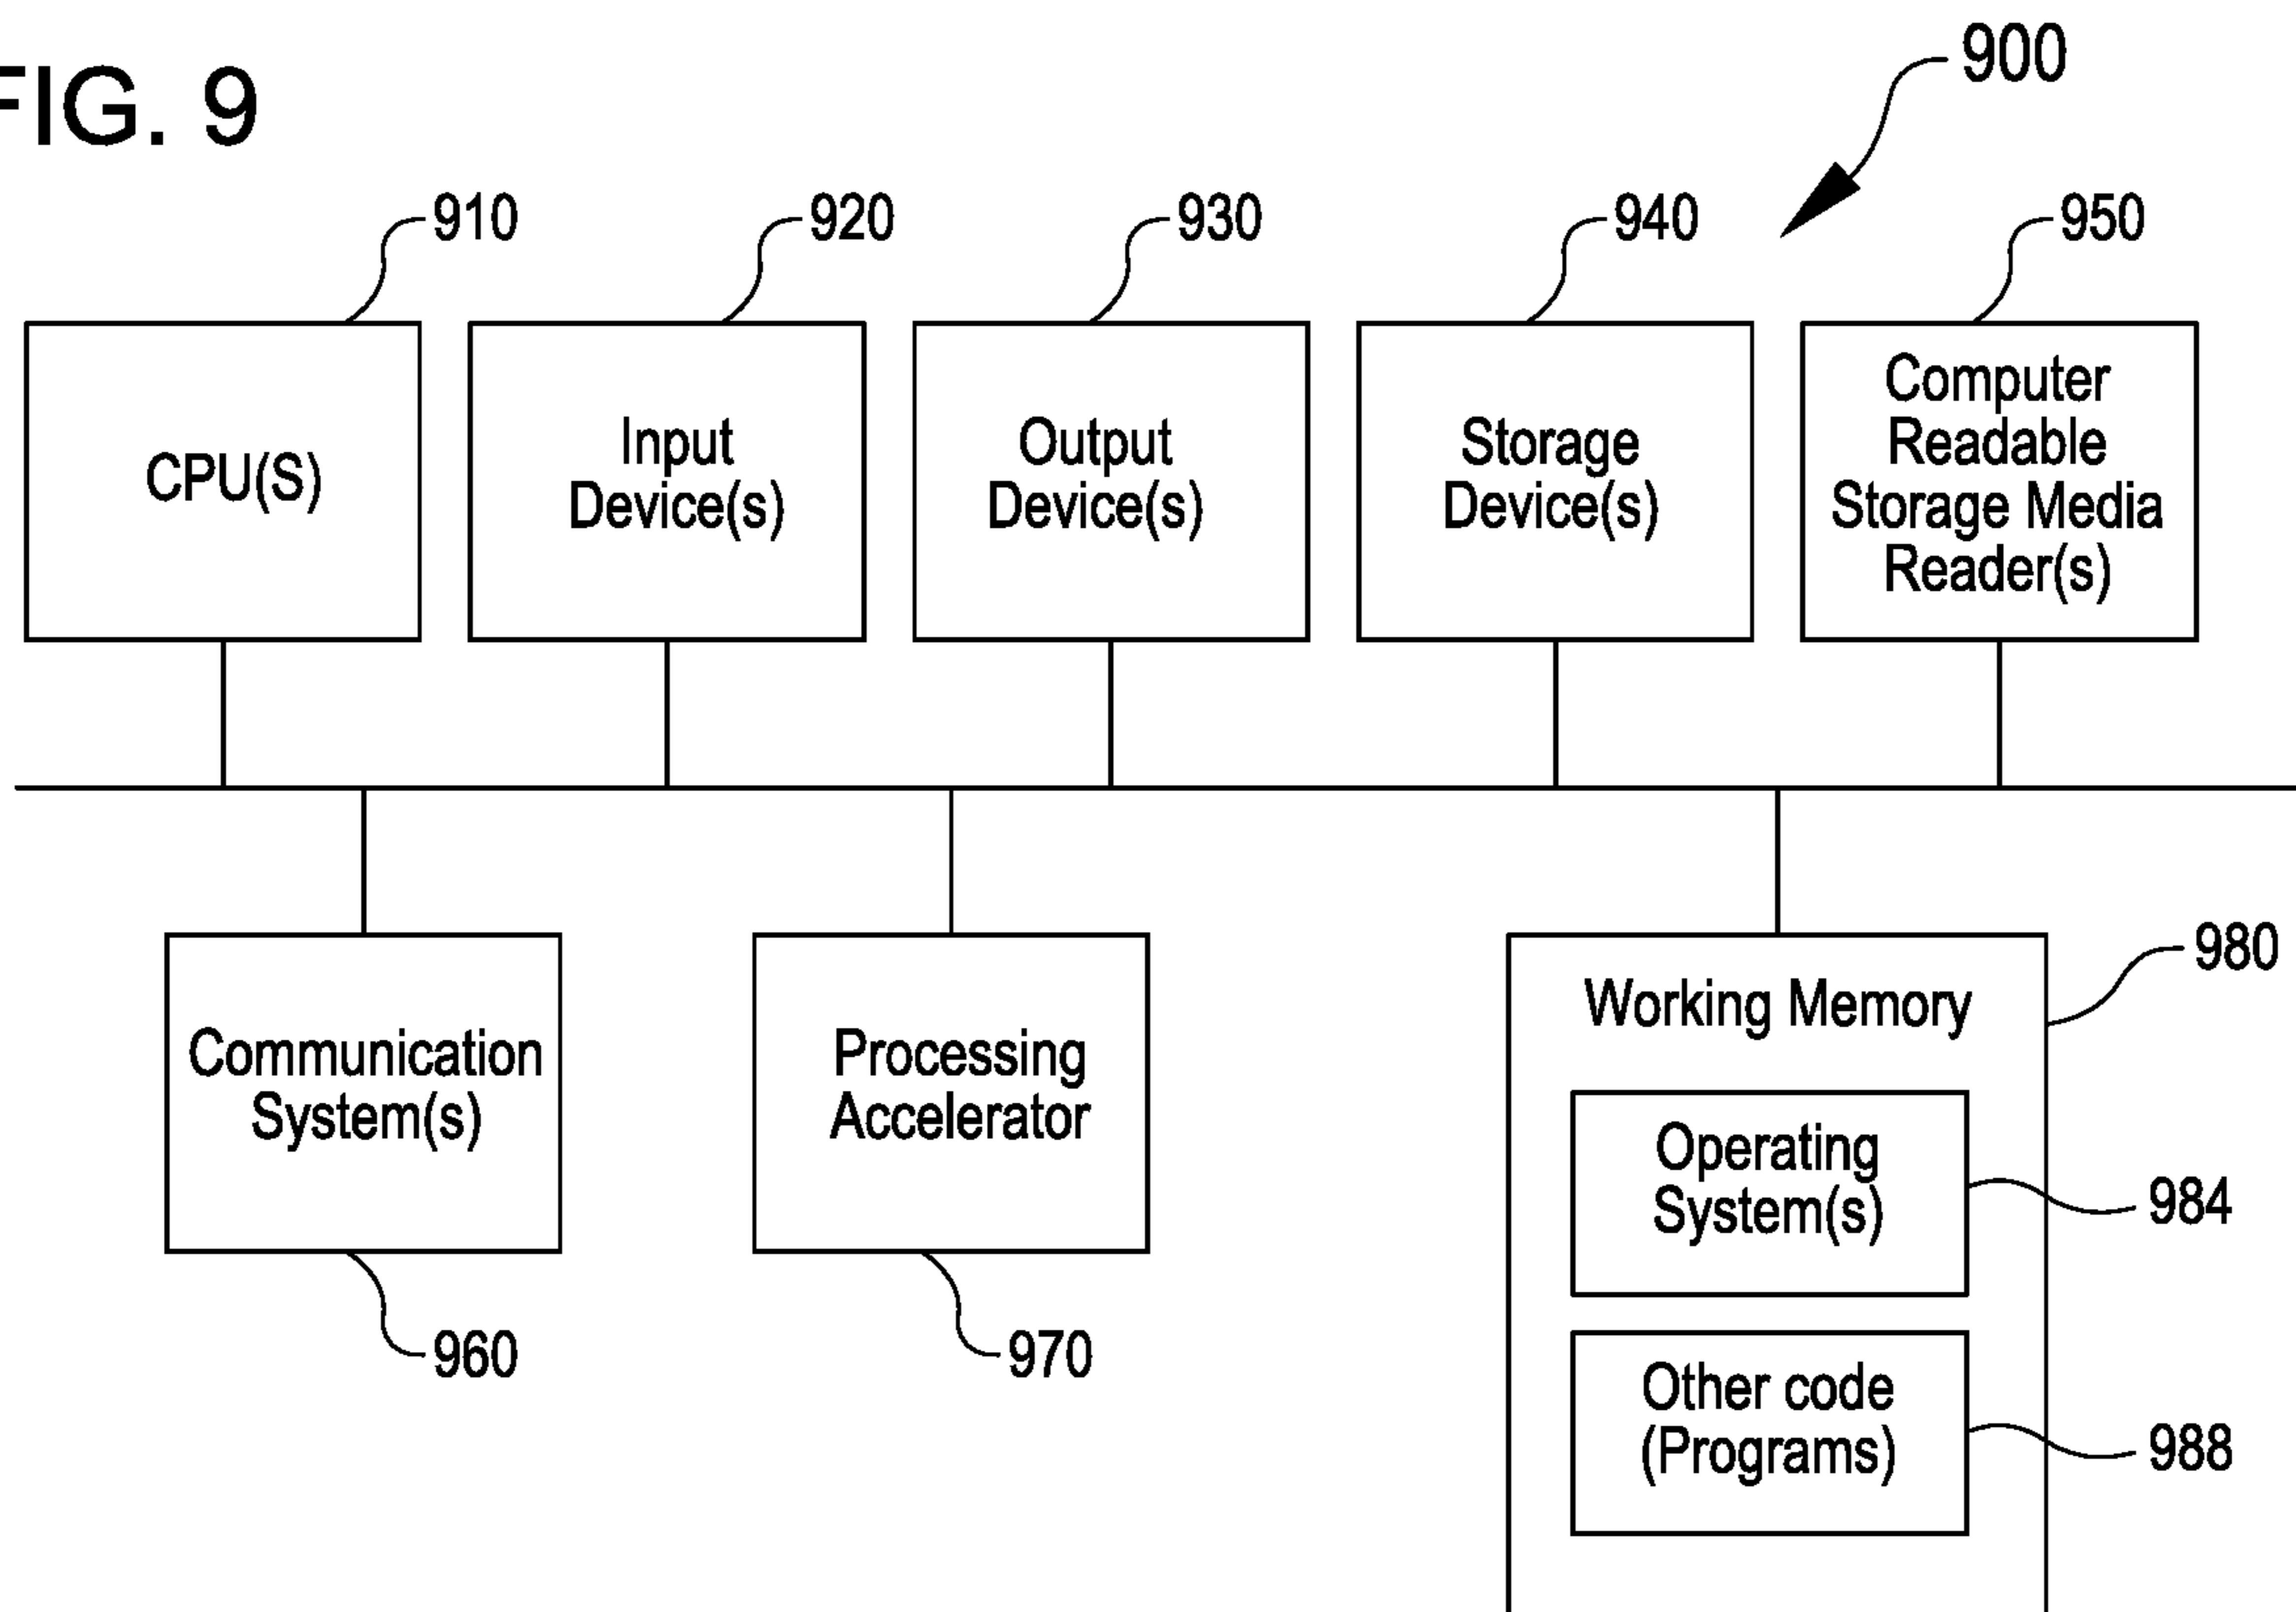 FIG. 9
900
910
920
930
940
950
CPU(S)
Input
Device(s)
Output
Device(s)
Storage
Device(s)
Computer
Readable
Storage Media
Reader(s)
Communication
System(s)
960
Processing
Accelerator
970
Working Memory
980
Operating
System(s)
984
Other code
(Programs)
988